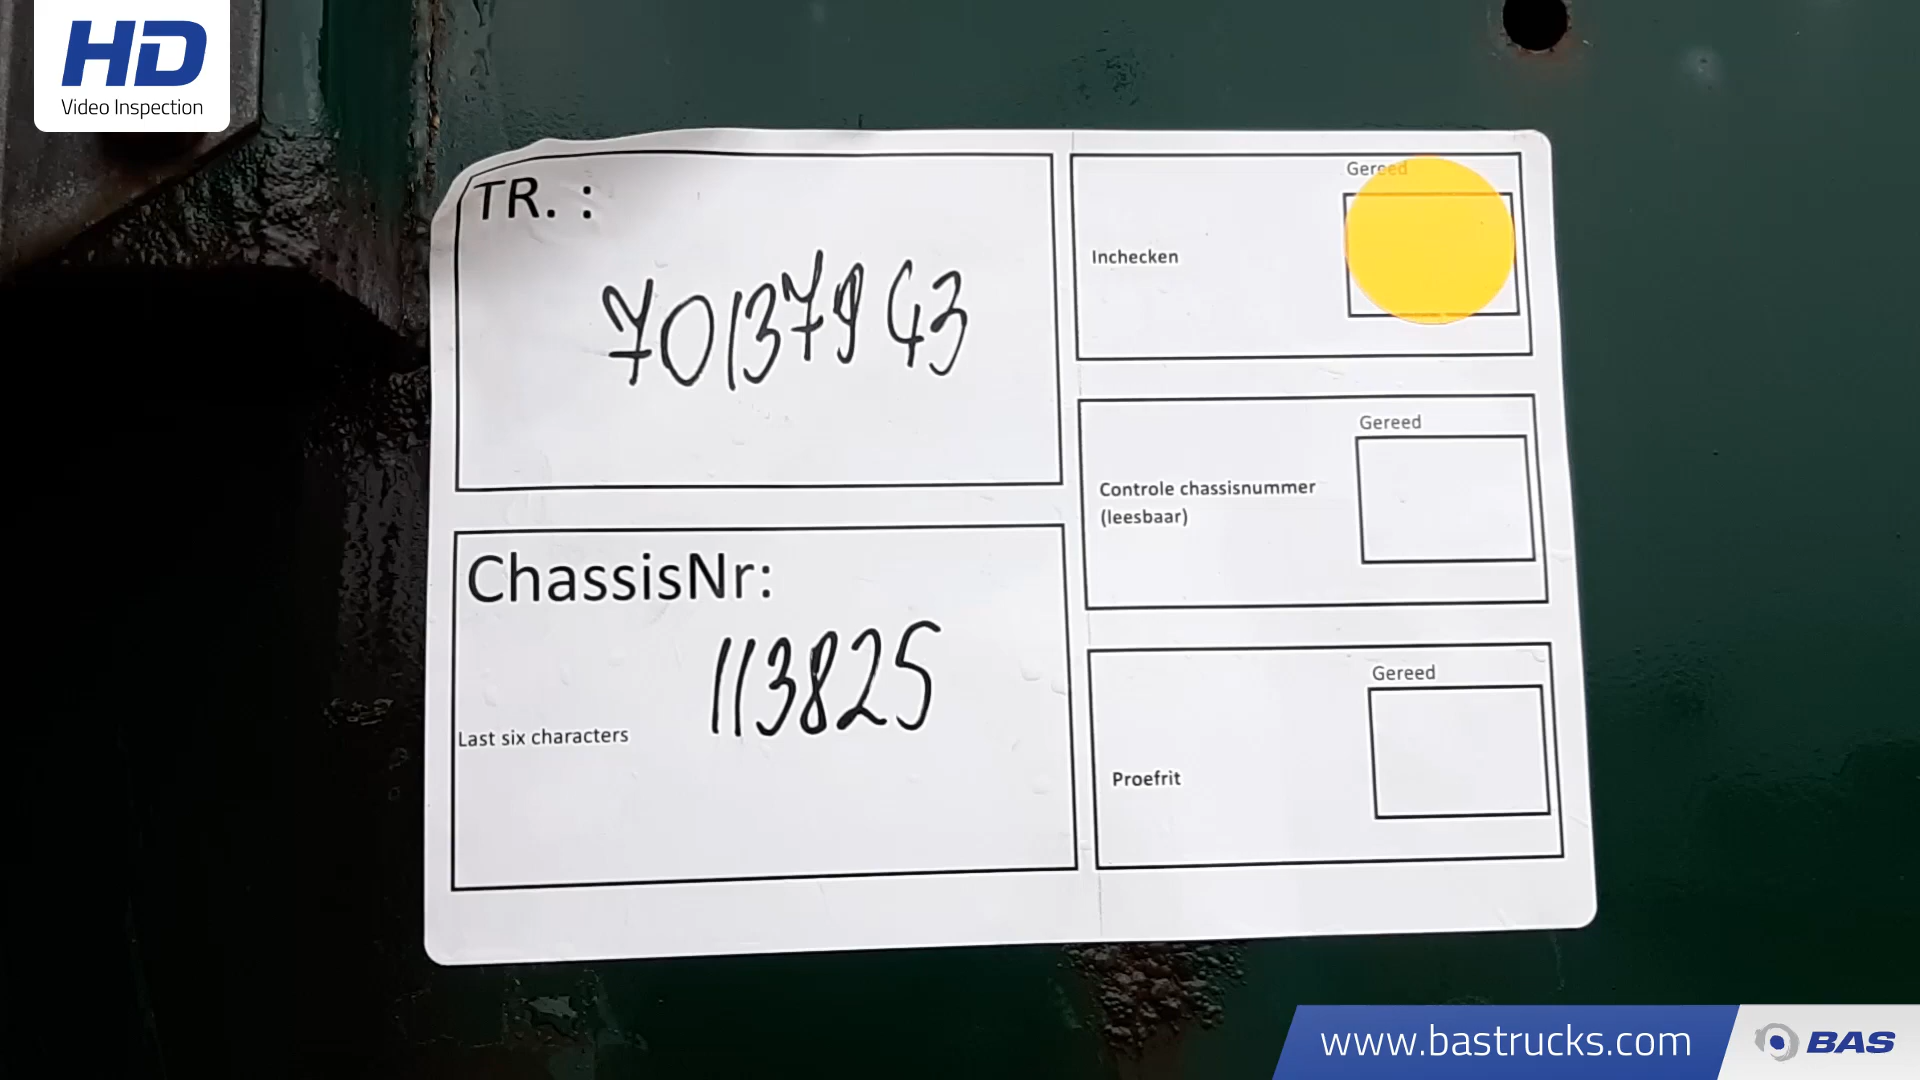 HD
Video Inspection
TR. :
70137943
ChassisNr:
113825
Last six characters
Gereed
Inchecken
Gereed
Controle chassisnummer
(leesbaar)
Gereed
Proefrit
www.bastrucks.com
BAS